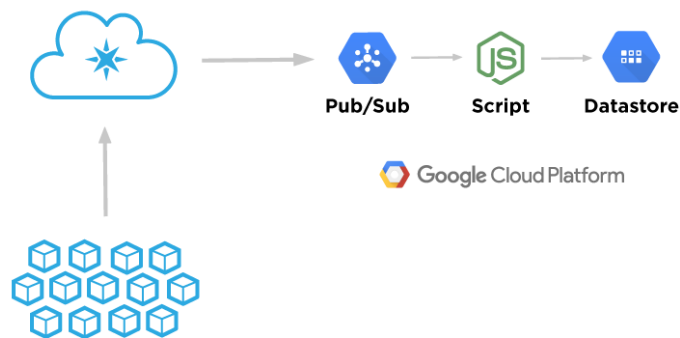 JS
Pub/Sub
Script
Datastore
Google Cloud Platform